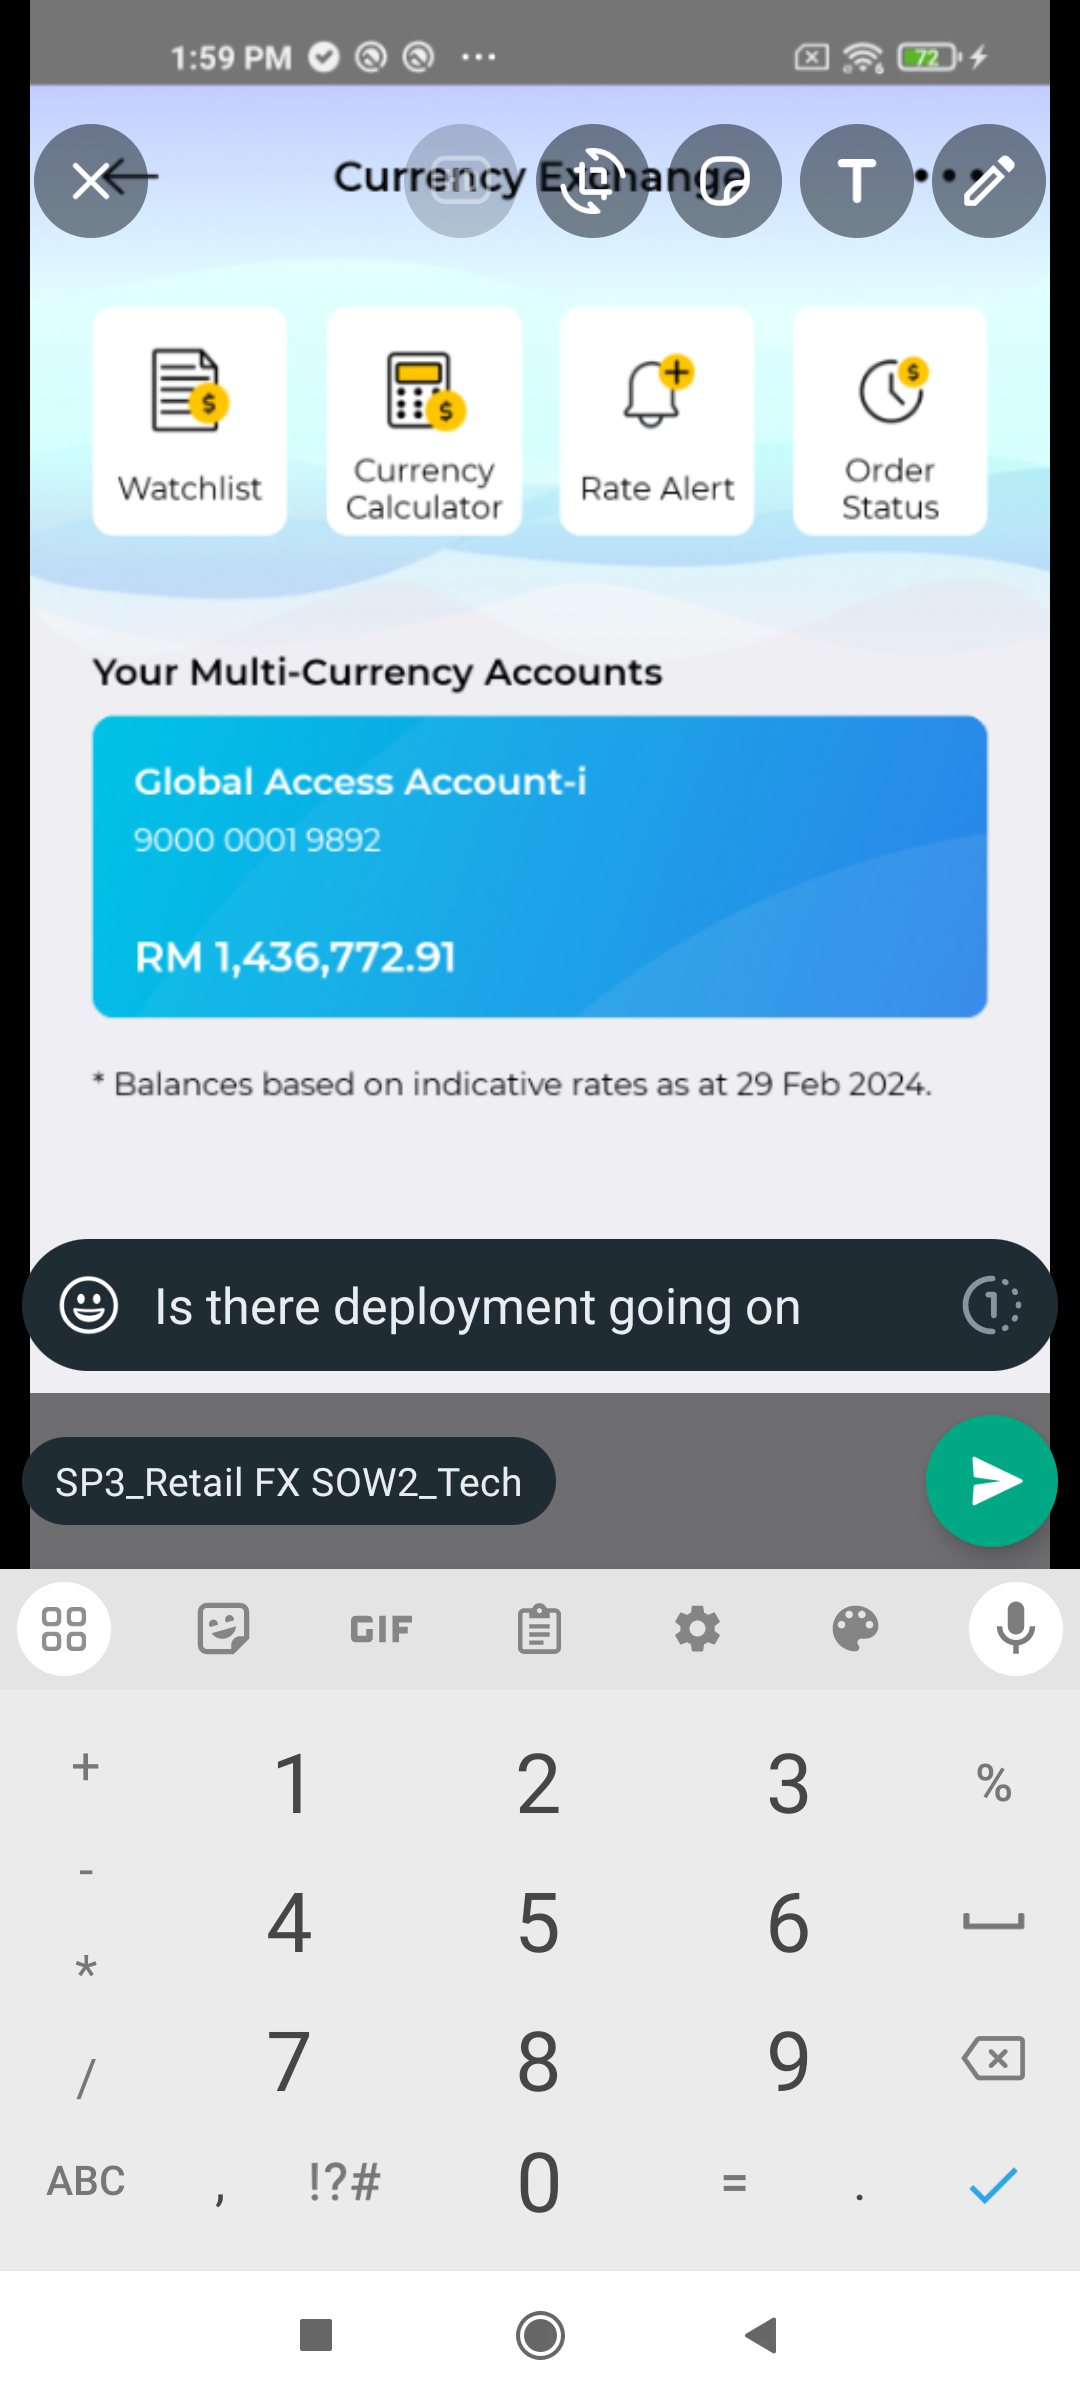 1:59 PM
72
Currency Exchange
Watchlist
Currency
Calculator
Rate Alert
Order
Status
Your Multi-Currency Accounts
Global Access Account-i
9000 0001 9892
RM 1,436,772.91
* Balances based on indicative rates as at 29 Feb 2024.
Is there deployment going on
1
SP3_Retail FX SOW2_Tech
GIF
+ 1 2 3 %
-
4 5 6
*
7 8 9
/
ABC , !?# 0 = .